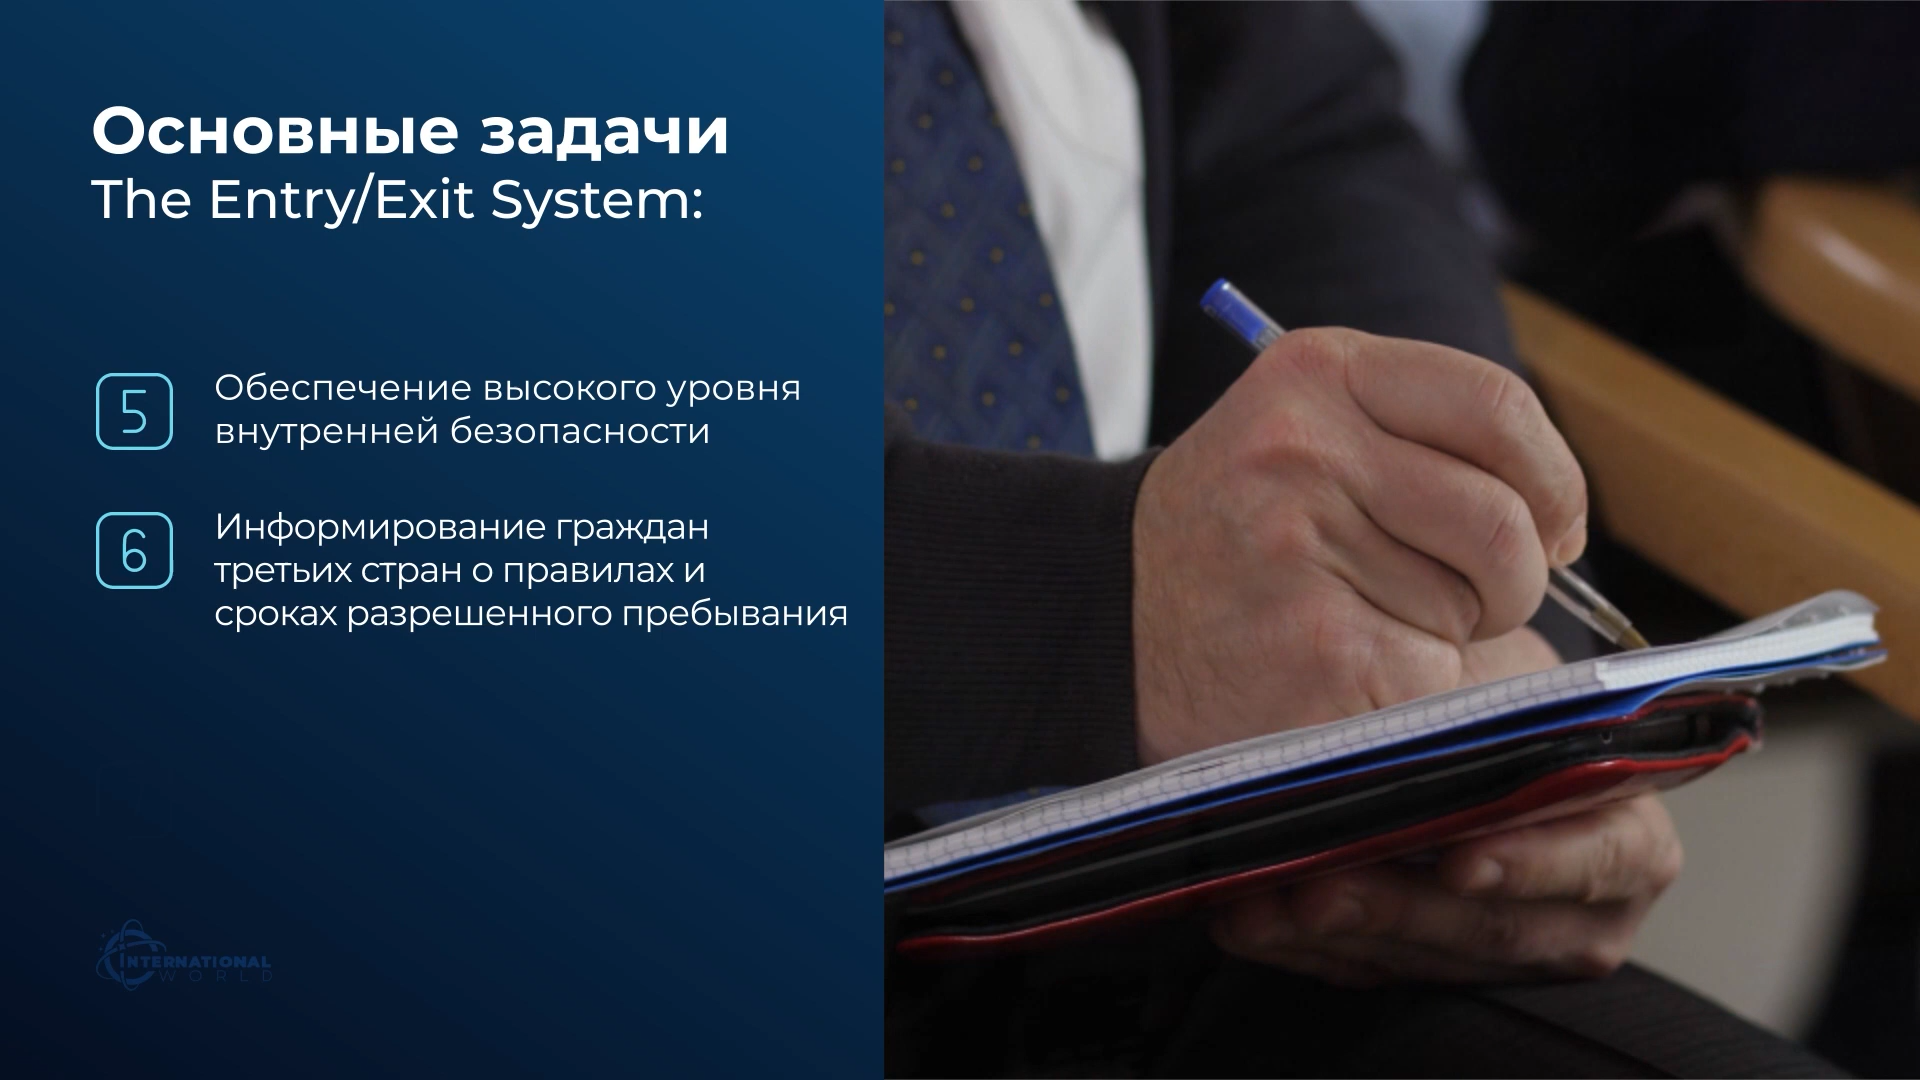 Основные задачи
The Entry/Exit System:
5
Обеспечение высокого уровня
внутренней безопасности
6
Информирование граждан
третьих стран о правилах и
сроках разрешенного пребывания
INTERNATIONAL
WORLD